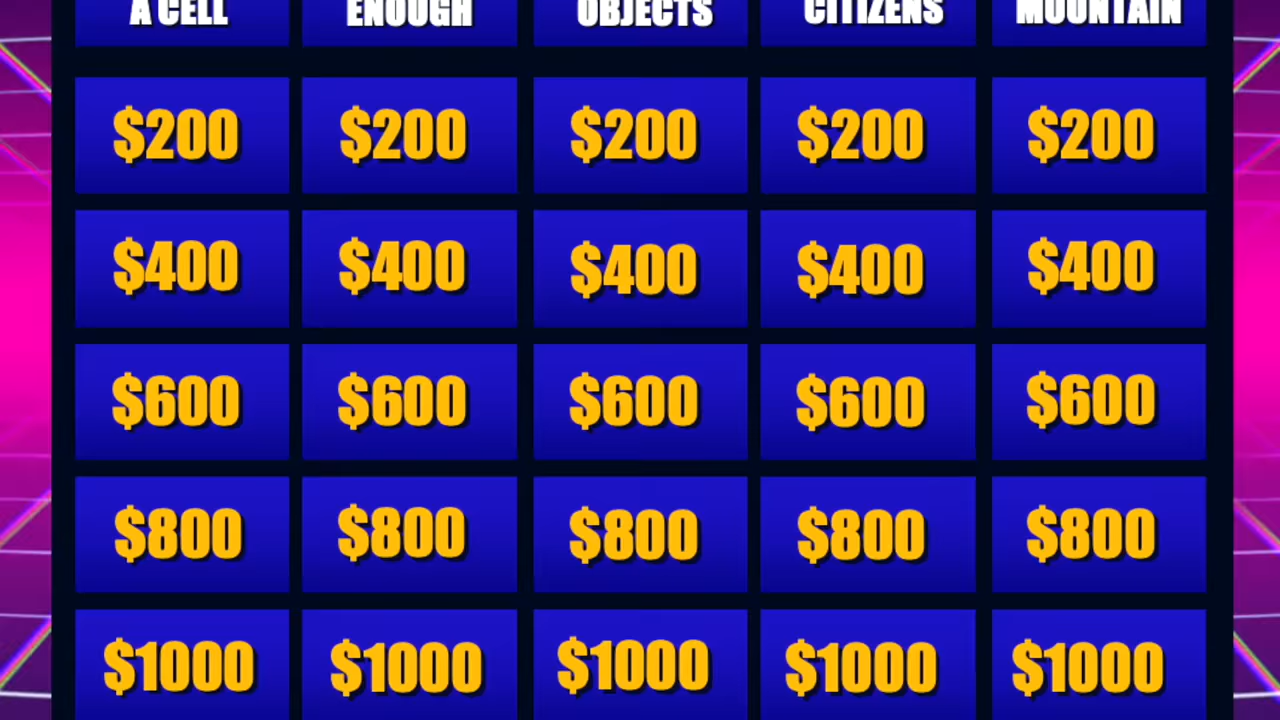 A CELL ENOUGH OBJECTS CITIZENS MOUNTAIN
$200 $200 $200 $200 $200
$400 $400 $400 $400 $400
$600 $600 $600 $600 $600
$800 $800 $800 $800 $800
$1000 $1000 $1000 $1000 $1000